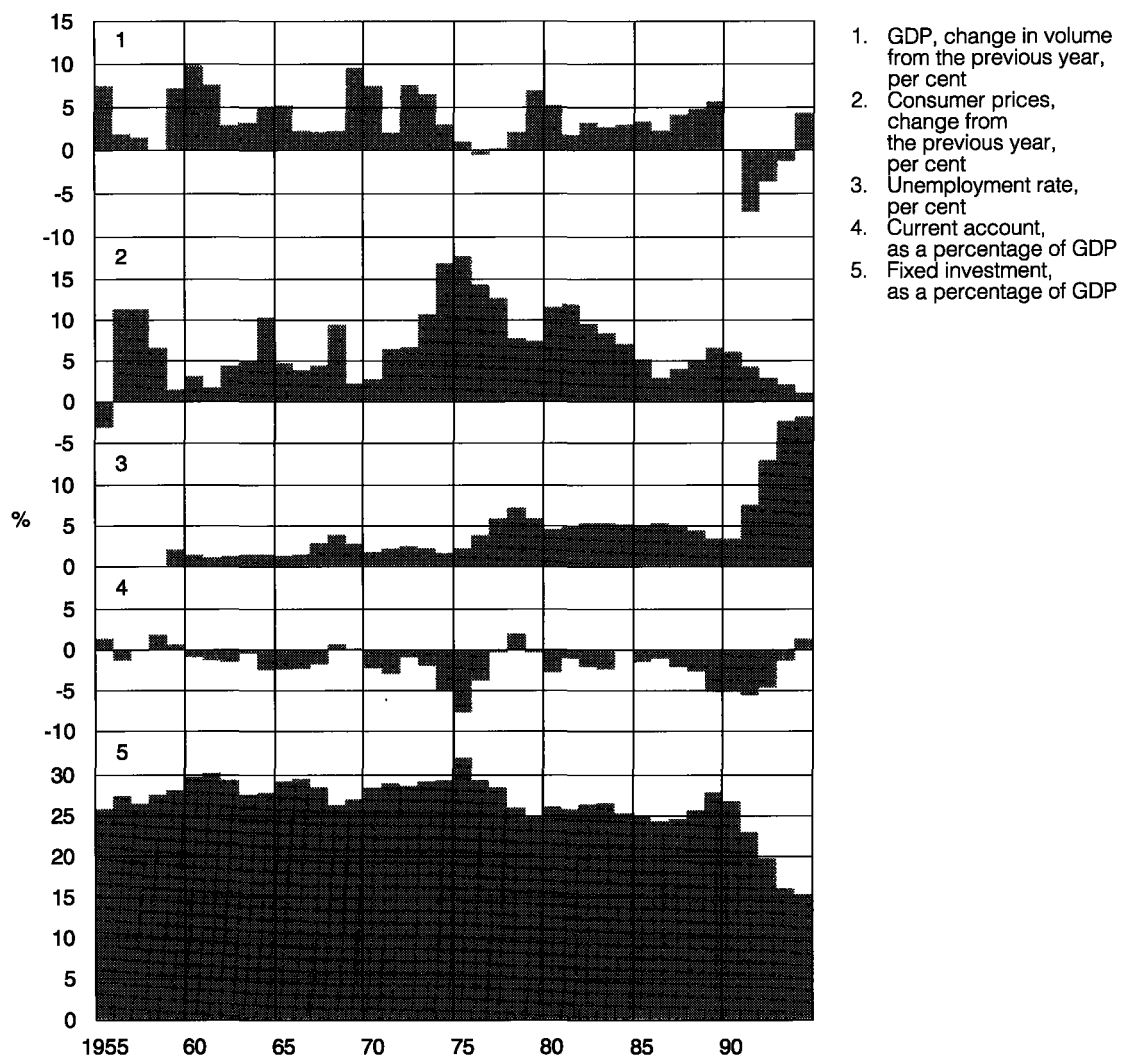 15
1
10
5
0
-5
-10
2
15
10
5
0
-5
3
10
%
5
0
4
5
0
-5
-10
5
30
25
20
15
10
5
0
1955 60 65 70 75 80 85 90
1. GDP, change in volume
from the previous year,
per cent
2. Consumer prices,
change from
the previous year,
per cent
3. Unemployment rate,
per cent
4. Current account,
as a percentage of GDP
5. Fixed investment,
as a percentage of GDP